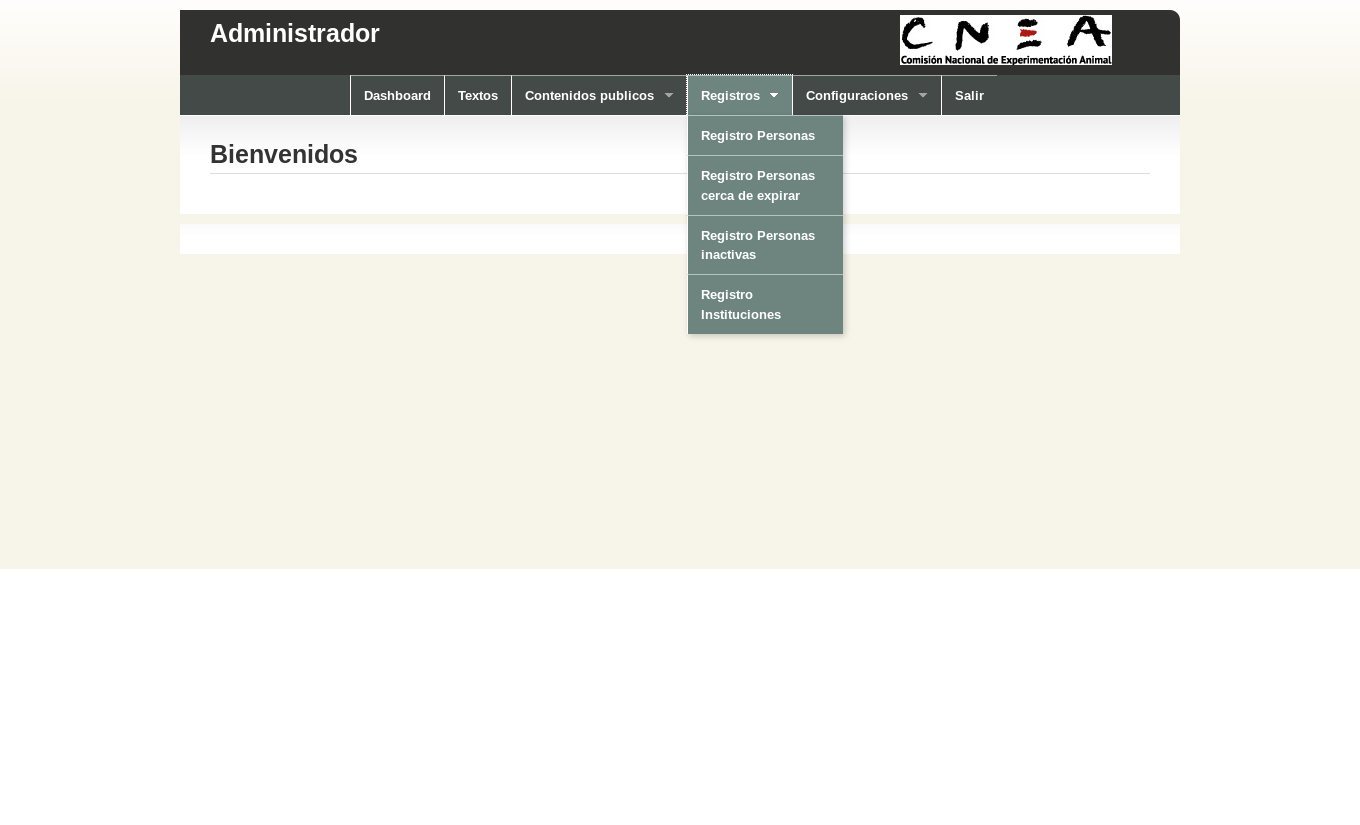 Administrador
CNEA
Comisión Nacional de Experimentación Animal
Dashboard
Textos
Contenidos publicos
Registros
Configuraciones
Salir
Registro Personas
Registro Personas
cerca de expirar
Registro Personas
inactivas
Registro
Instituciones
Bienvenidos